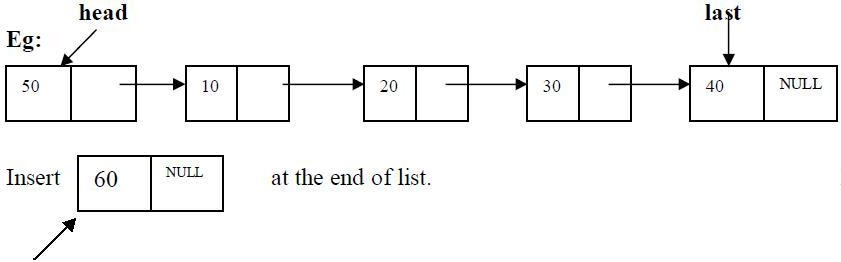 head last
Eg:
50 10 20 30 40 NULL
Insert 60 NULL at the end of list.